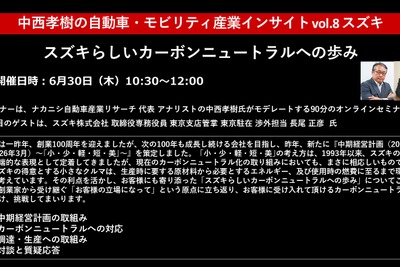 中西孝樹の自動車・モビリティ産業インサイトvol.8 スズキ
スズキらしいカーボンニュートラルへの歩み
開催日時：6月30日（木）10:30～12:00
ナーは、ナカニシ自動車産業リサーチ 代表 アナリストの中西孝樹氏がモデレートする90分のオンラインセミナ
目のゲストは、スズキ株式会社 取締役専務役員 東京支店管掌 東京駐在 渉外担当 長尾 正彦 氏
は一昨年、創業100周年を迎えましたが、次の100年も成長し続ける会社を目指し、昨年、新たに『中期経営計画（20
26年3月）～「小・少・軽・短・美」～』を策定しました。「小・少・軽・短・美」の考え方は、1993年以来、スズキの
端的な表現として定着してきましたが、現在のカーボンニュートラル化の取り組みにおいても、まさに相応しいもので
ズキの得意とする小さなクルマは、生産時に要する原材料から必要とするエネルギー、及び使用時の燃費に至るまで環
考えています。その利点を活かし、お客様にも寄り添った「スズキらしいカーボンニュートラルへの歩み」についてご
創業家から受け継ぐ「お客様の立場になって」という原点に立ち返り、お客様に受け入れて頂けるカーボンニュートラ
け、挑戦してまいります。
中期経営計画の取組み
カーボンニュートラルへの対応
調達・生産への取組み
対談と質疑応答